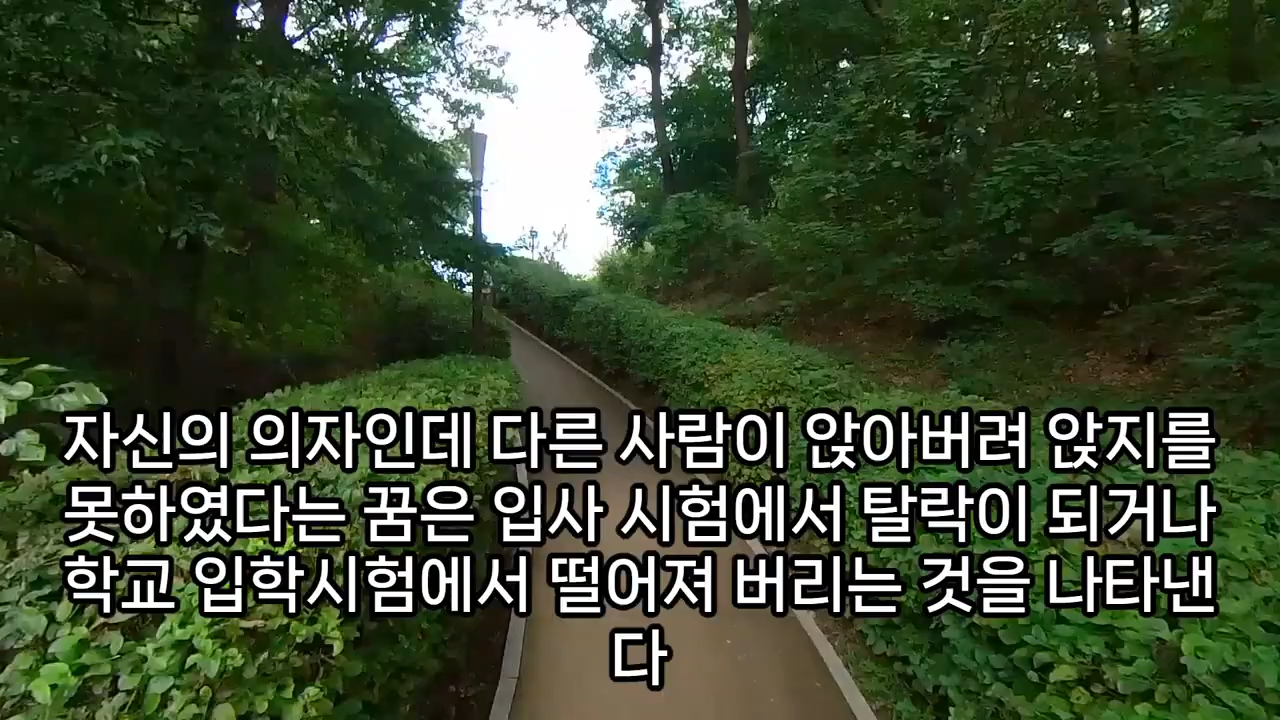 자신의 의자인데 다른 사람이 앉아버려 앉지를
못하였다는 꿈은 입사 시험에서 탈락이 되거나
학교 입학시험에서 떨어져 버리는 것을 나타낸
다